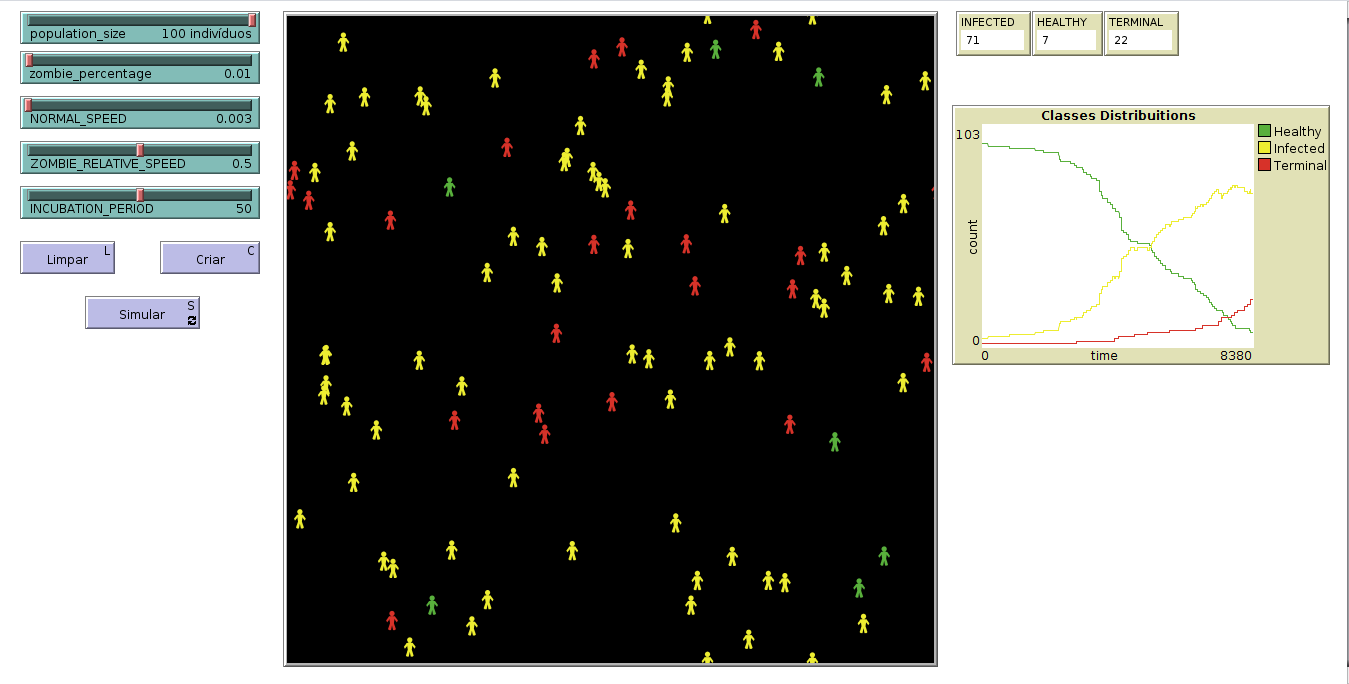 population_size 100 indivíduos
zombie_percentage 0.01
NORMAL_SPEED 0.003
ZOMBIE_RELATIVE_SPEED 0.5
INCUBATION_PERIOD 50
Limpar L
Criar C
Simular S
INFECTED HEALTHY TERMINAL
71 7 22
Classes Distribuitions
103
0
count
0 time 8380
Healthy
Infected
Terminal